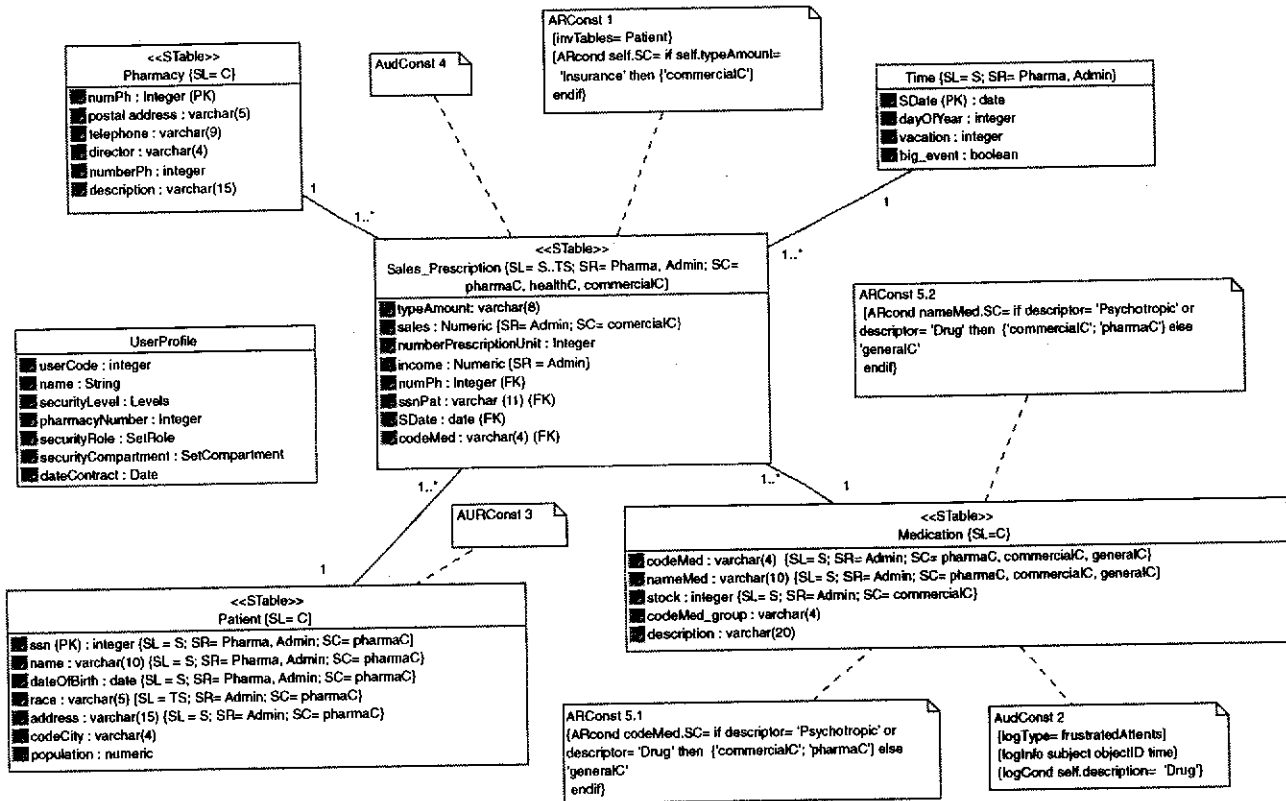 <<STable>>
Pharmacy {SL= C}
numPh : Integer (PK)
postal address : varchar(5)
telephone : varchar(9)
director : varchar(4)
numberPh : integer
description : varchar(15)
AudConst 4
ARConst 1
{invTables= Patient}
{ARcond self.SC= if self.typeAmount=
'Insurance' then {'commercialC'}
endif}
Time {SL= S; SR= Pharma, Admin}
SDate (PK) : date
dayOfYear : integer
vacation : integer
big_event : boolean
1
1..*
1
1..*
<<STable>>
Sales_Prescription {SL= S..TS; SR= Pharma, Admin; SC=
pharmaC, healthC, commercialC}
typeAmount: varchar(8)
sales : Numeric {SR= Admin; SC= comercialC}
numberPrescriptionUnit : Integer
income : Numeric {SR = Admin}
numPh : Integer (FK)
ssnPat : varchar (11) (FK)
SDate : date (FK)
codeMed : varchar(4) (FK)
UserProfile
userCode : integer
name : String
securityLevel : Levels
pharmacyNumber : Integer
securityRole : SetRole
securityCompartment : SetCompartment
dateContract : Date
ARConst 5.2
{ARcond nameMed.SC= if descriptor= 'Psychotropic' or
descriptor= 'Drug' then {'commercialC'; 'pharmaC'} else
'generalC'
endif}
1..*
1..*
1
AURConst 3
1
<<STable>>
Medication {SL=C}
codeMed : varchar(4) {SL= S; SR= Admin; SC= pharmaC, commercialC, generalC}
nameMed : varchar(10) {SL= S; SR= Admin; SC= pharmaC, commercialC, generalC}
stock : integer {SL= S; SR= Admin; SC= commercialC}
codeMed_group : varchar(4)
description : varchar(20)
<<STable>>
Patient {SL= C}
ssn (PK) : integer {SL = S; SR= Pharma, Admin; SC= pharmaC}
name : varchar(10) {SL = S; SR= Pharma, Admin; SC= pharmaC}
dateOfBirth : date {SL = S; SR= Pharma, Admin; SC= pharmaC}
race : varchar(5) {SL = TS; SR= Admin; SC= pharmaC}
address : varchar(15) {SL = S; SR= Admin; SC= pharmaC}
codeCity : varchar(4)
population : numeric
ARConst 5.1
{ARcond codeMed.SC= if descriptor= 'Psychotropic' or
descriptor= 'Drug' then {'commercialC'; 'pharmaC'} else
'generalC'
endif}
AudConst 2
{logType= frustratedAttents}
{logInfo subject objectID time}
{logCond self.description= 'Drug'}